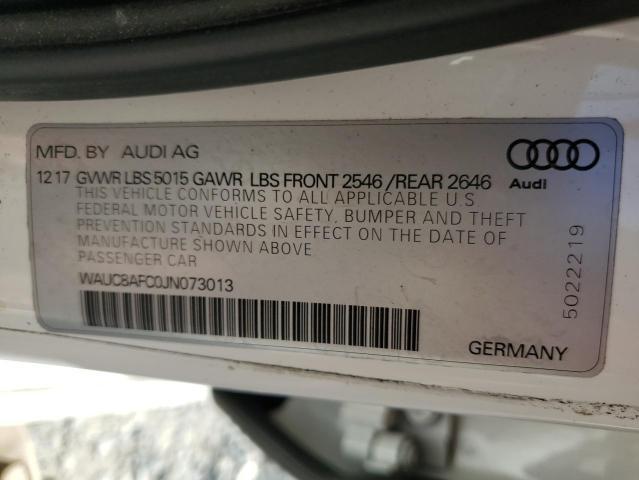 MFD. BY AUDI AG
12 17 GVWR LBS 5015 GAWR LBS FRONT 2546 /REAR 2646
THIS VEHICLE CONFORMS TO ALL APPLICABLE U.S
FEDERAL MOTOR VEHICLE SAFETY, BUMPER AND THEFT
PREVENTION STANDARDS IN EFFECT ON THE DATE OF
MANUFACTURE SHOWN ABOVE
PASSENGER CAR
WAUC8AFC0JN073013
Audi
5022219
GERMANY